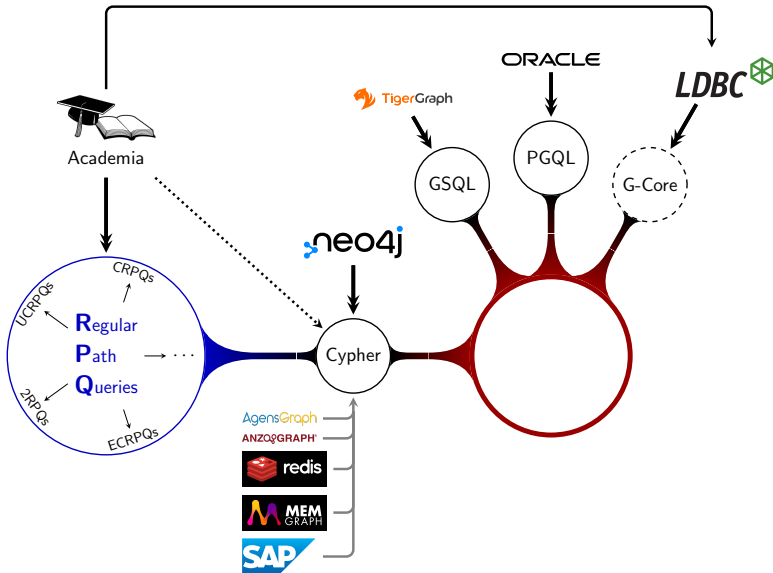 ORACLE
LDBC
TigerGraph
Academia
GSQL
PGQL
G-Core
neo4j
CRPQs
UCRPQs
Regular
Path
Queries
...
2RPQs
ECRPQs
Cypher
AgensGraph
ANZOGRAPH®
redis
MEM
GRAPH
SAP